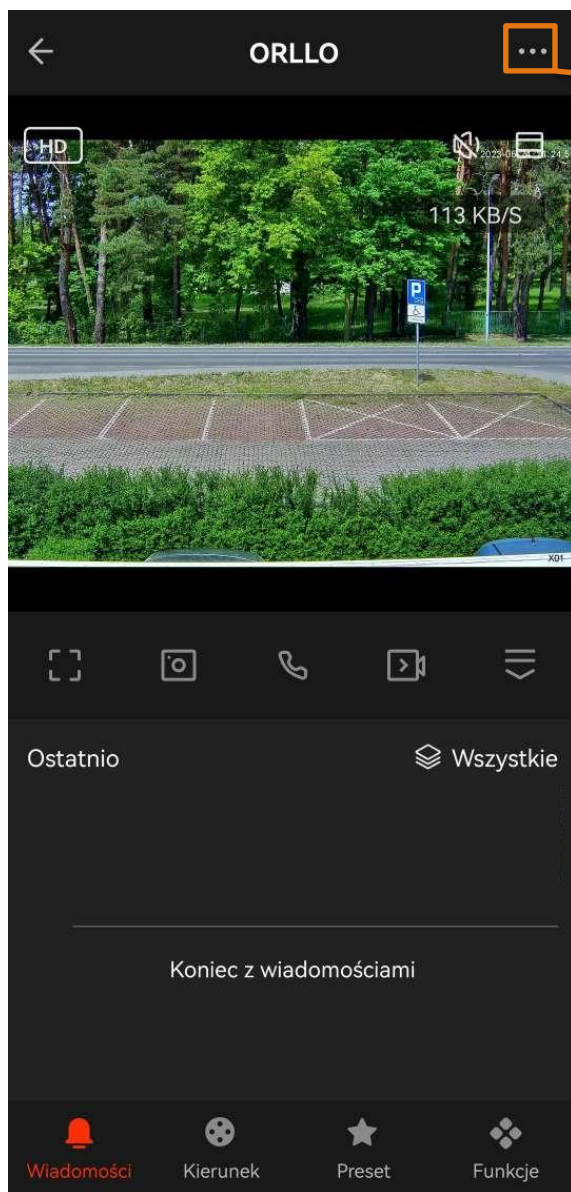 ORLLO
HD
113 KB/S
P
X01
Ostatnio
Wszystkie
Koniec z wiadomościami
Wiadomości
Kierunek
Preset
Funkcje